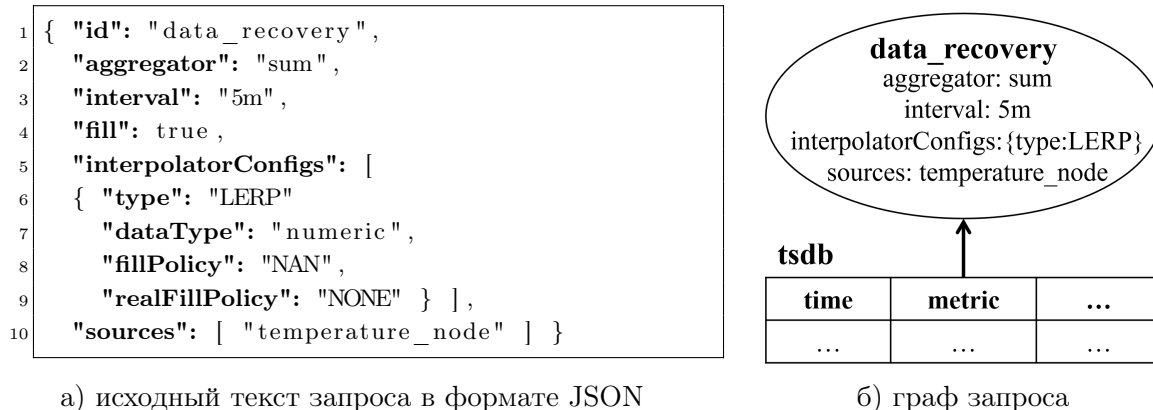 1 { "id": "data_recovery",
2 "aggregator": "sum",
3 "interval": "5m",
4 "fill": true,
5 "interpolatorConfigs": [
6 { "type": "LERP"
7 "dataType": "numeric",
8 "fillPolicy": "NAN",
9 "realFillPolicy": "NONE" } ],
10 "sources": [ "temperature_node" ] }
а) исходный текст запроса в формате JSON
data_recovery
aggregator: sum
interval: 5m
interpolatorConfigs:{type:LERP}
sources: temperature_node
tsdb
time metric ...
... ... ...
б) граф запроса